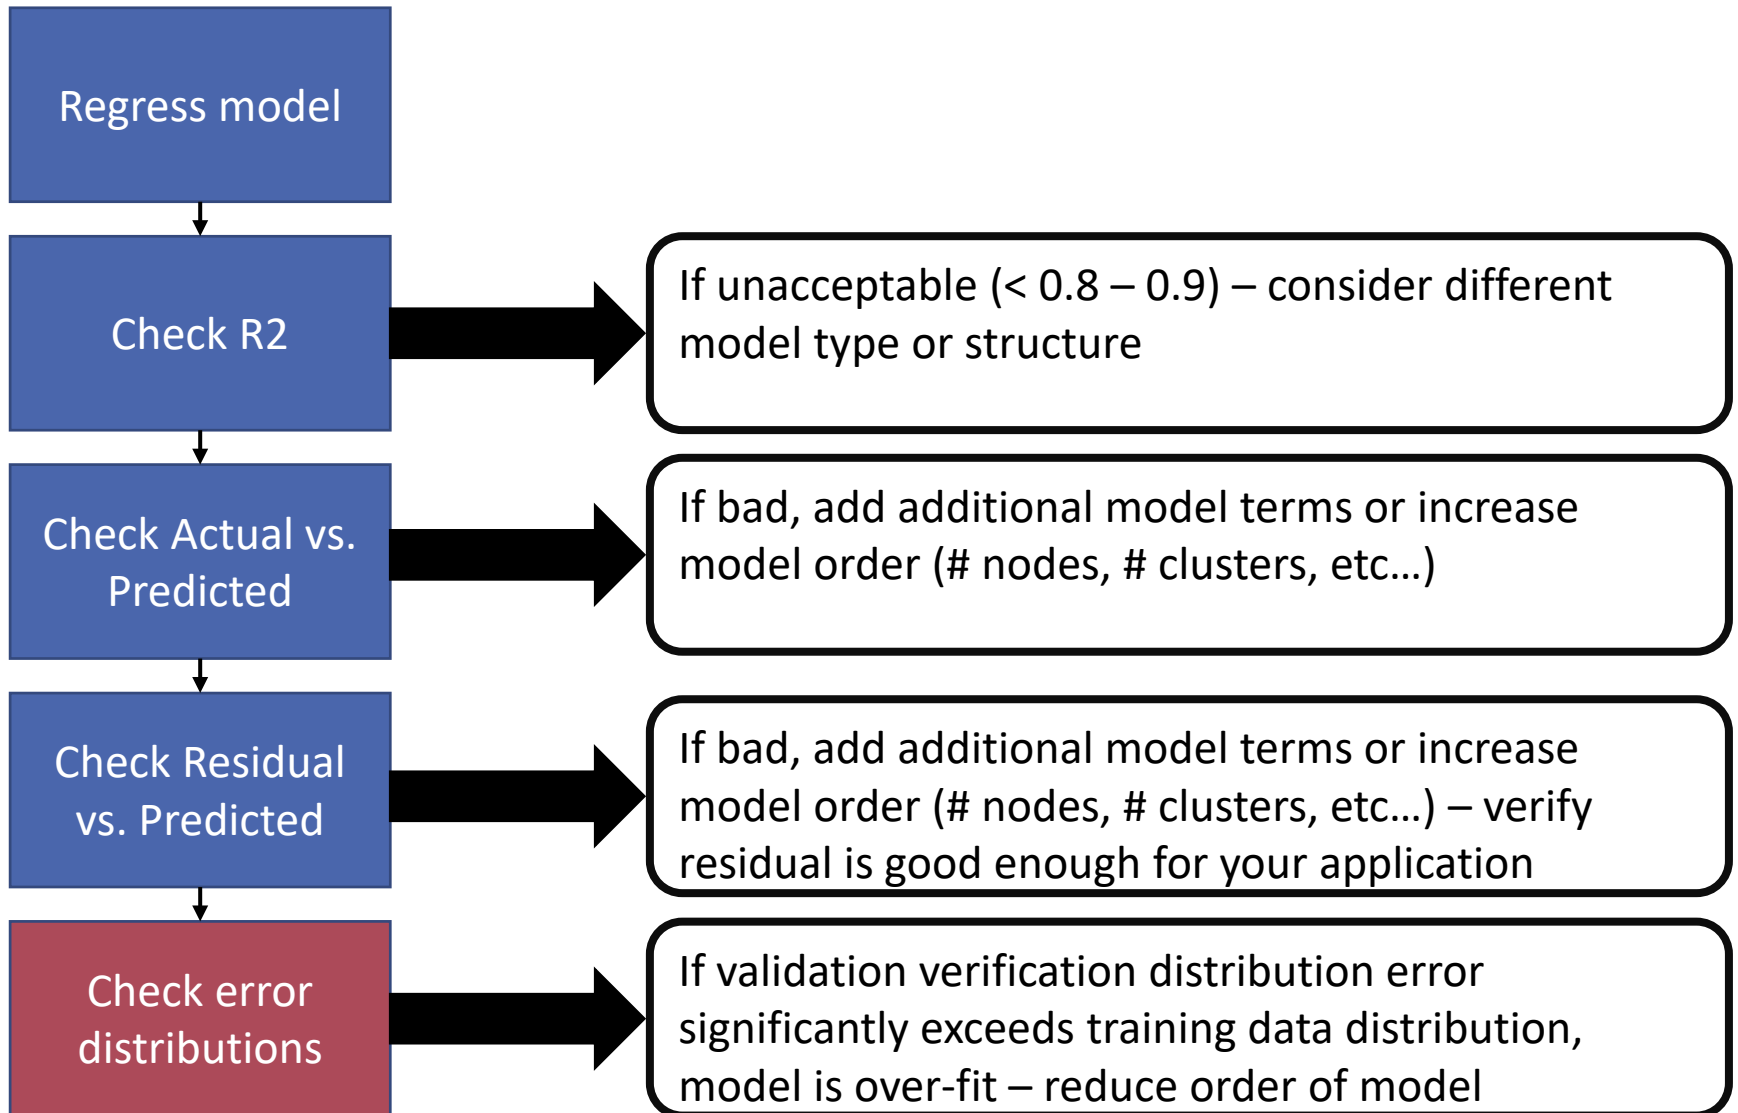 Regress model
Check R2
If unacceptable (< 0.8 – 0.9) – consider different
model type or structure
Check Actual vs.
Predicted
If bad, add additional model terms or increase
model order (# nodes, # clusters, etc…)
Check Residual
vs. Predicted
If bad, add additional model terms or increase
model order (# nodes, # clusters, etc…) – verify
residual is good enough for your application
Check error
distributions
If validation verification distribution error
significantly exceeds training data distribution,
model is over-fit – reduce order of model